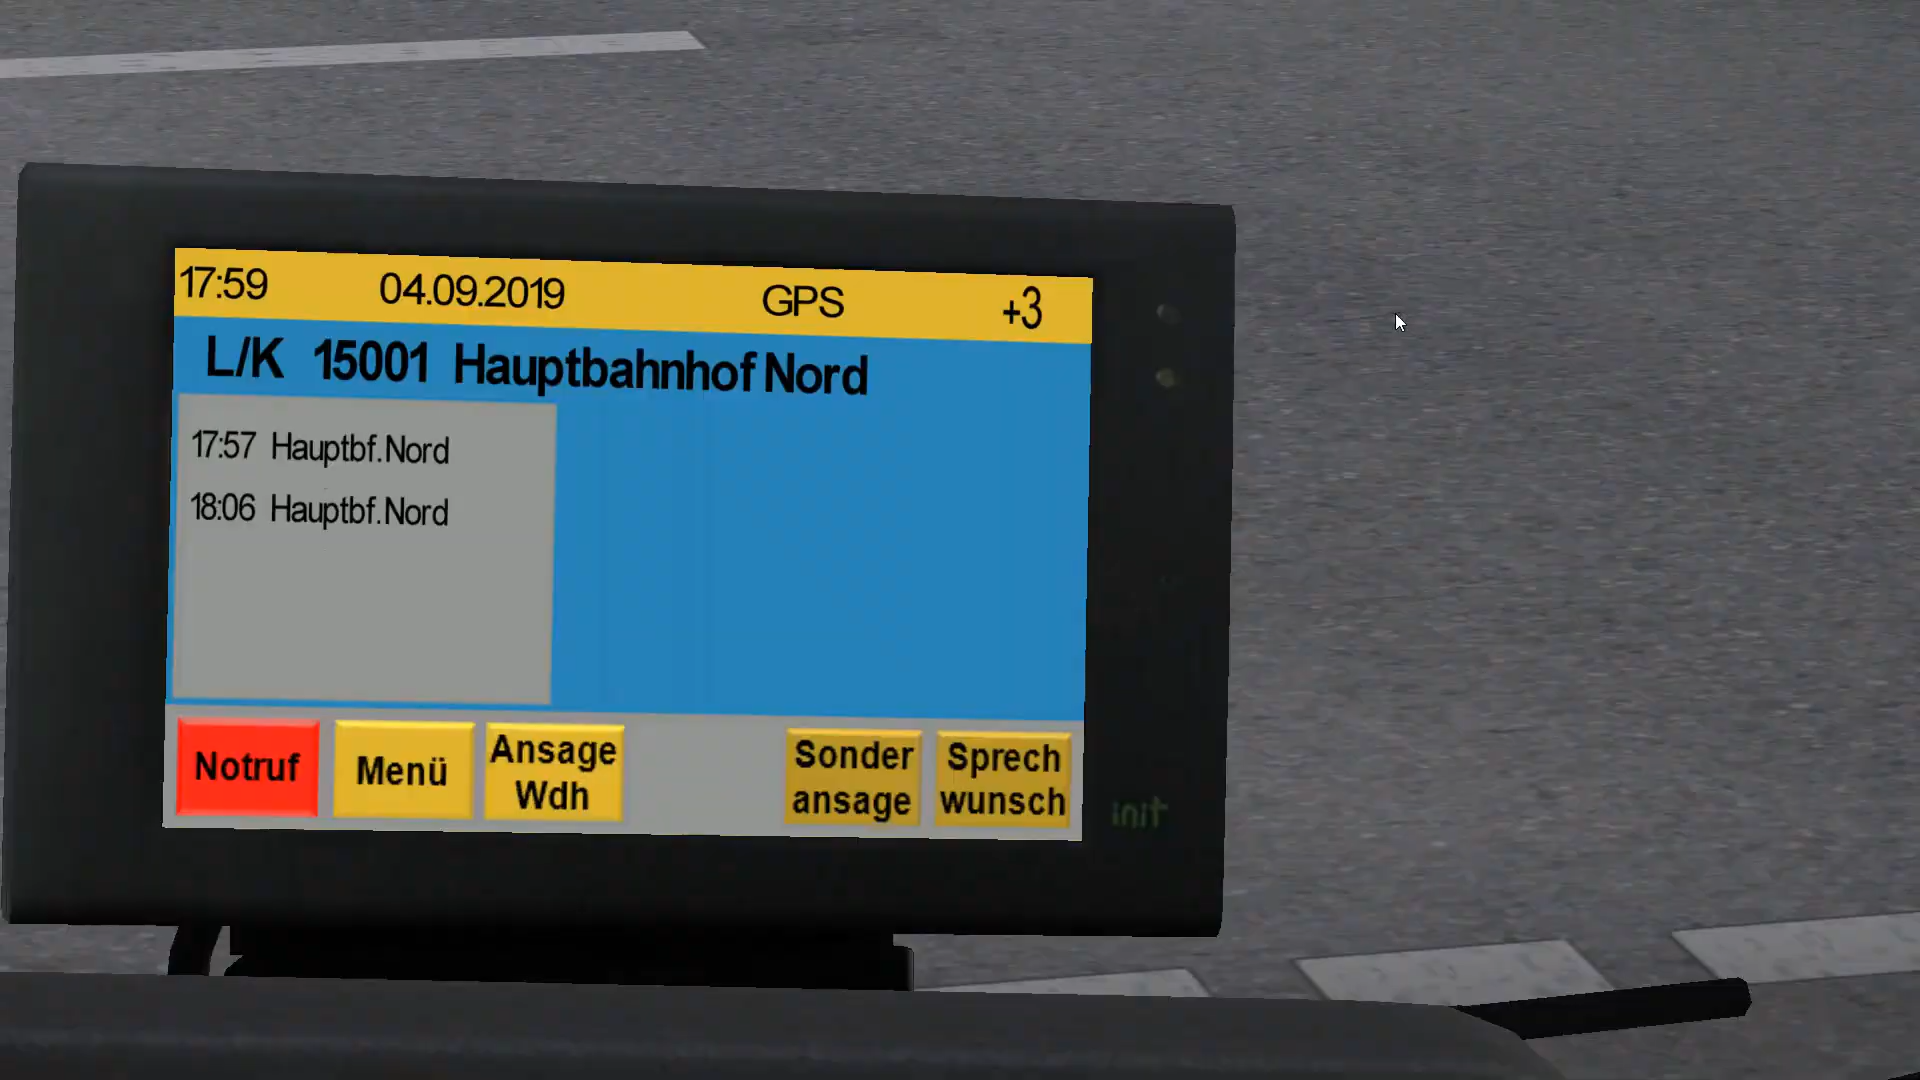 17:59 04.09.2019 GPS +3
L/K 15001 Hauptbahnhof Nord
17:57 Hauptbf.Nord
18:06 Hauptbf.Nord
Notruf Menü Ansage Wdh Sonder ansage Sprech wunsch
init